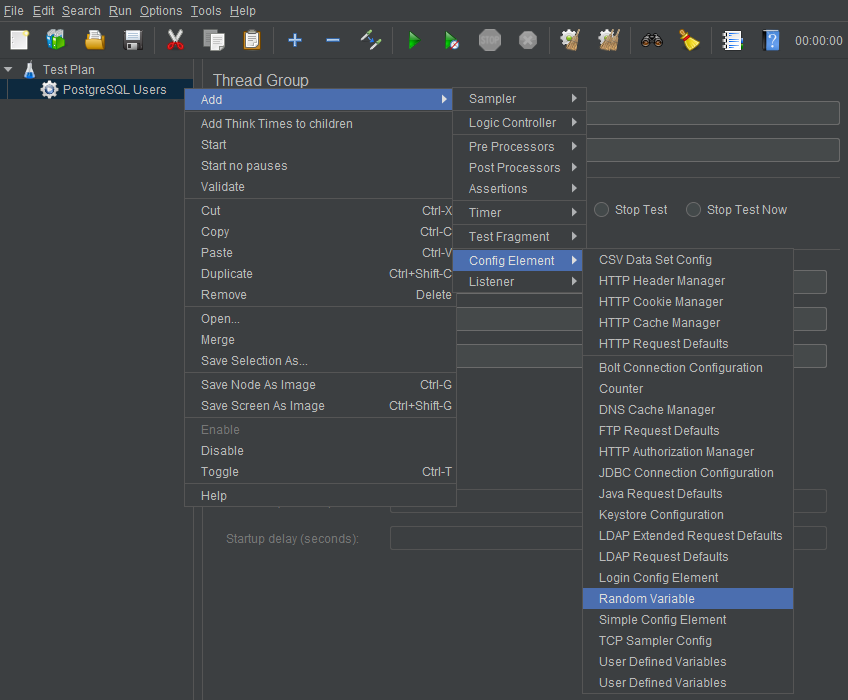 File Edit Search Run Options Tools Help
STOP
00:00:00
Test Plan
PostgreSQL Users
Thread Group
Add
Add Think Times to children
Start
Start no pauses
Validate
Cut Ctrl-X
Copy Ctrl-C
Paste Ctrl-V
Duplicate Ctrl+Shift-C
Remove Delete
Open...
Merge
Save Selection As...
Save Node As Image Ctrl-G
Save Screen As Image Ctrl+Shift-G
Enable
Disable
Toggle Ctrl-T
Help
Sampler
Logic Controller
Pre Processors
Post Processors
Assertions
Timer
Test Fragment
Config Element
Listener
Stop Test Stop Test Now
CSV Data Set Config
HTTP Header Manager
HTTP Cookie Manager
HTTP Cache Manager
HTTP Request Defaults
Bolt Connection Configuration
Counter
DNS Cache Manager
FTP Request Defaults
HTTP Authorization Manager
JDBC Connection Configuration
Java Request Defaults
Keystore Configuration
LDAP Extended Request Defaults
LDAP Request Defaults
Login Config Element
Random Variable
Simple Config Element
TCP Sampler Config
User Defined Variables
User Defined Variables
Startup delay (seconds):